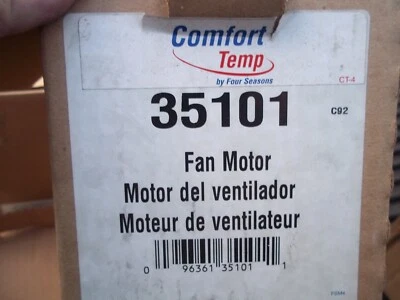 Comfort
Temp
by Four Seasons
CT-4
35101
C92
Fan Motor
Motor del ventilador
Moteur de ventilateur
0 96361 35101 1